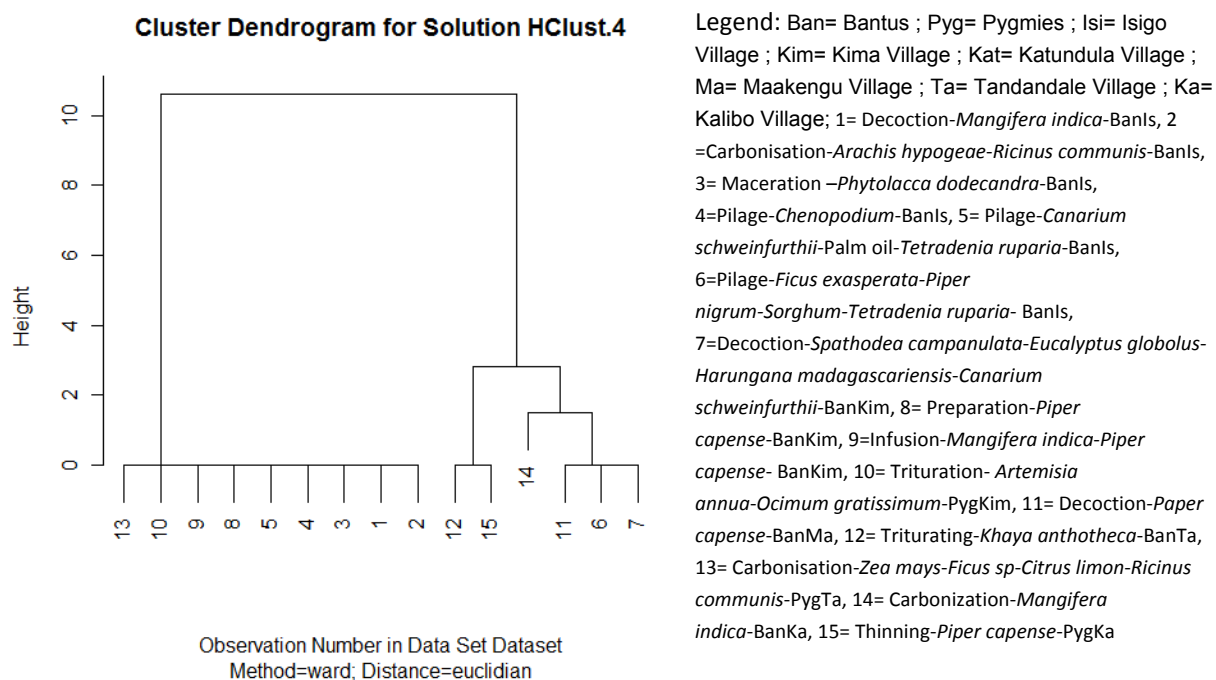 Cluster Dendrogram for Solution HClust.4
Height
0
2
4
6
8
10
13
10
9
8
5
4
3
1
2
12
15
14
11
6
7
Observation Number in Data Set Dataset
Method=ward; Distance=euclidian
Legend: Ban= Bantus ; Pyg= Pygmies ; Isi= Isigo
Village ; Kim= Kima Village ; Kat= Katundula Village ;
Ma= Maakengu Village ; Ta= Tandandale Village ; Ka=
Kalibo Village; 1= Decoction-Mangifera indica-BanIs, 2
=Carbonisation-Arachis hypogeae-Ricinus communis-BanIs,
3= Maceration –Phytolacca dodecandra-BanIs,
4=Pilage-Chenopodium-BanIs, 5= Pilage-Canarium
schweinfurthii-Palm oil-Tetradenia ruparia-BanIs,
6=Pilage-Ficus exasperata-Piper
nigrum-Sorghum-Tetradenia ruparia- BanIs,
7=Decoction-Spathodea campanulata-Eucalyptus globolus-
Harungana madagascariensis-Canarium
schweinfurthii-BanKim, 8= Preparation-Piper
capense-BanKim, 9=Infusion-Mangifera indica-Piper
capense- BanKim, 10= Trituration- Artemisia
annua-Ocimum gratissimum-PygKim, 11= Decoction-Paper
capense-BanMa, 12= Triturating-Khaya anthotheca-BanTa,
13= Carbonisation-Zea mays-Ficus sp-Citrus limon-Ricinus
communis-PygTa, 14= Carbonization-Mangifera
indica-BanKa, 15= Thinning-Piper capense-PygKa